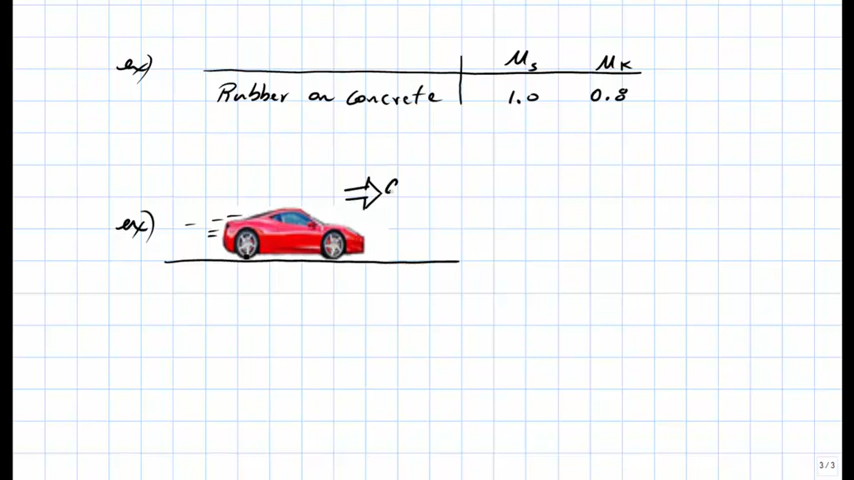 ex) μs μK
Rubber on concrete 1.0 0.8
ex)
3/3